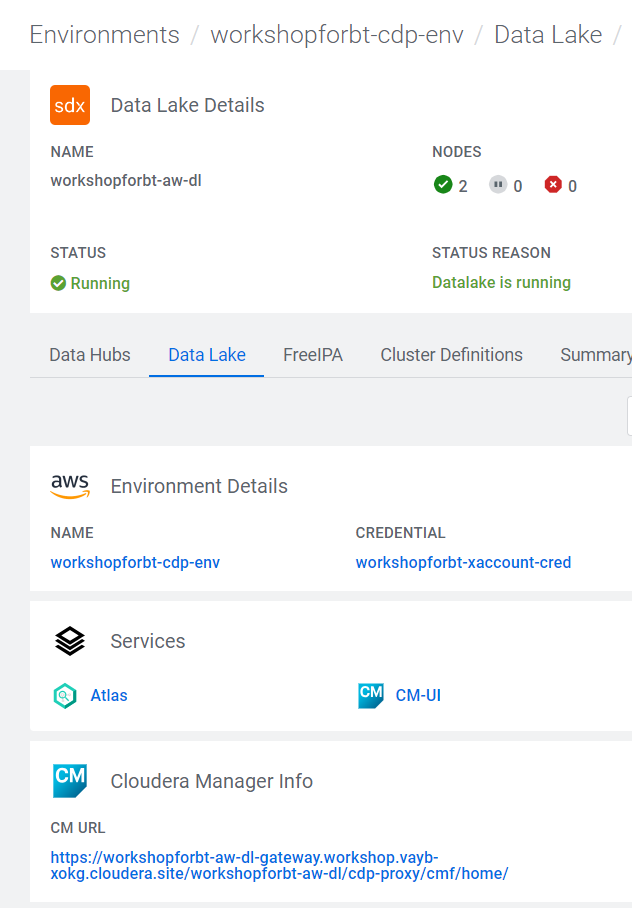 Environments / workshopforbt-cdp-env / Data Lake /
sdx Data Lake Details
NAME NODES
workshopforbt-aw-dl 2 0 0
STATUS STATUS REASON
Running Datalake is running
Data Hubs Data Lake FreeIPA Cluster Definitions Summary
aws Environment Details
NAME CREDENTIAL
workshopforbt-cdp-env workshopforbt-xaccount-cred
Services
Atlas CM CM-UI
CM Cloudera Manager Info
CM URL
https://workshopforbt-aw-dl-gateway.workshop.vayb-
xokg.cloudera.site/workshopforbt-aw-dl/cdp-proxy/cmf/home/